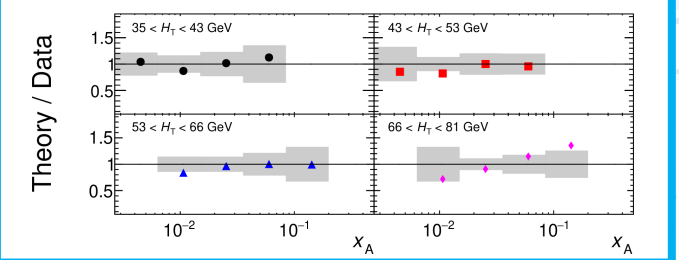 35 < H_T < 43 GeV
43 < H_T < 53 GeV
1.5
1
0.5
53 < H_T < 66 GeV
66 < H_T < 81 GeV
1.5
1
0.5
Theory / Data
10⁻² 10⁻¹ 10⁻² 10⁻¹
x_A x_A